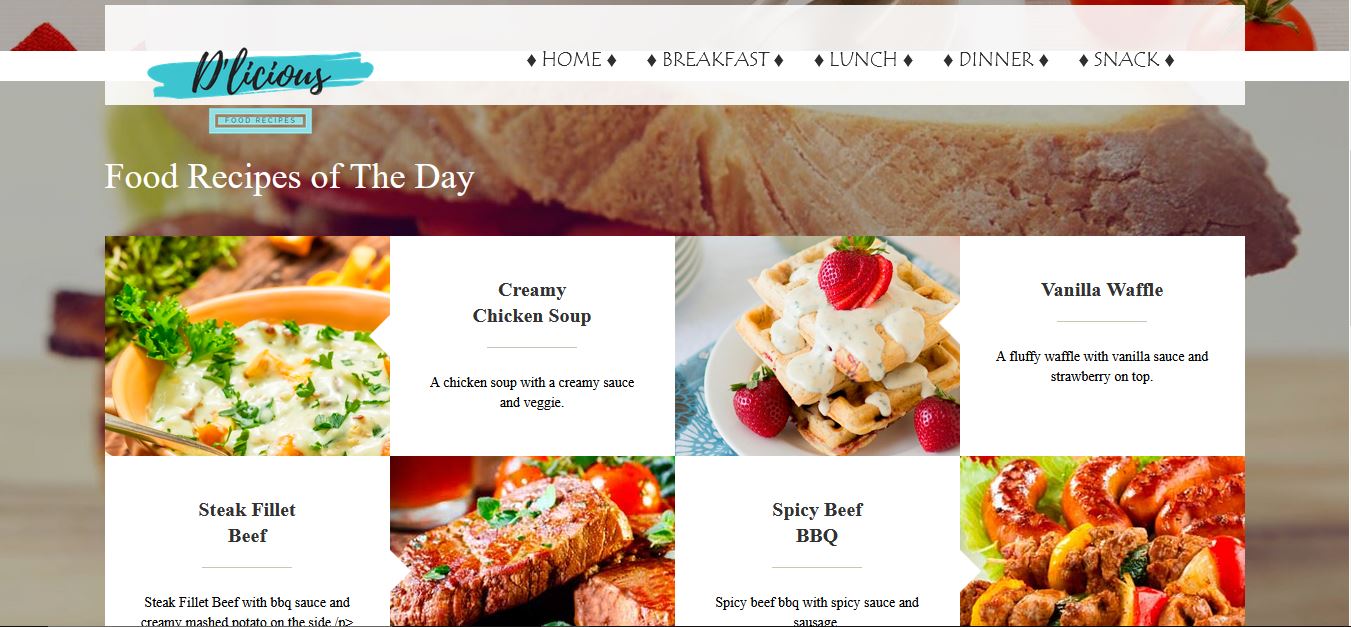 D'licious
FOOD RECIPES
♦ HOME ♦ ♦ BREAKFAST ♦ ♦ LUNCH ♦ ♦ DINNER ♦ ♦ SNACK ♦
Food Recipes of The Day
Creamy
Chicken Soup
A chicken soup with a creamy sauce
and veggie.
Vanilla Waffle
A fluffy waffle with vanilla sauce and
strawberry on top.
Steak Fillet
Beef
Steak Fillet Beef with bbq sauce and
creamy mashed potato on the side./p>
Spicy Beef
BBQ
Spicy beef bbq with spicy sauce and
sausage